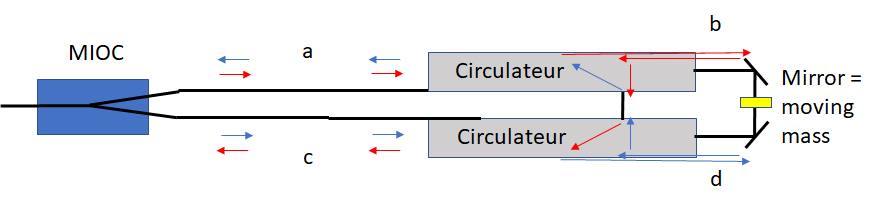 b
MIOC
a
Circulateur
Mirror =
moving
mass
Circulateur
c
d